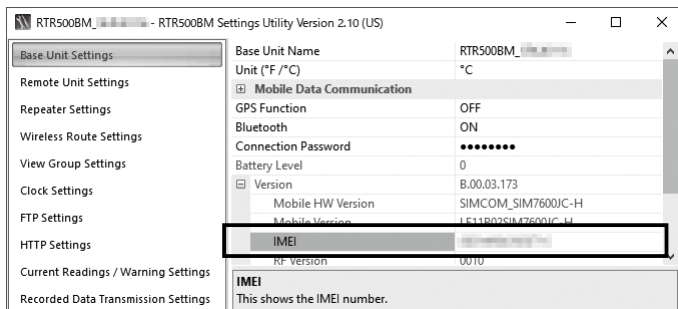 RTR500BM_ - RTR500BM Settings Utility Version 2.10 (US)
Base Unit Settings
Remote Unit Settings
Repeater Settings
Wireless Route Settings
View Group Settings
Clock Settings
FTP Settings
HTTP Settings
Current Readings / Warning Settings
Recorded Data Transmission Settings
Base Unit Name RTR500BM_
Unit (°F /°C) °C
Mobile Data Communication
GPS Function OFF
Bluetooth ON
Connection Password ●●●●●●●●
Battery Level 0
Version B.00.03.173
Mobile HW Version SIMCOM_SIM7600JC-H
Mobile Version LE11B02SIM7600JC-H
IMEI
RF Version 0010
IMEI
This shows the IMEI number.